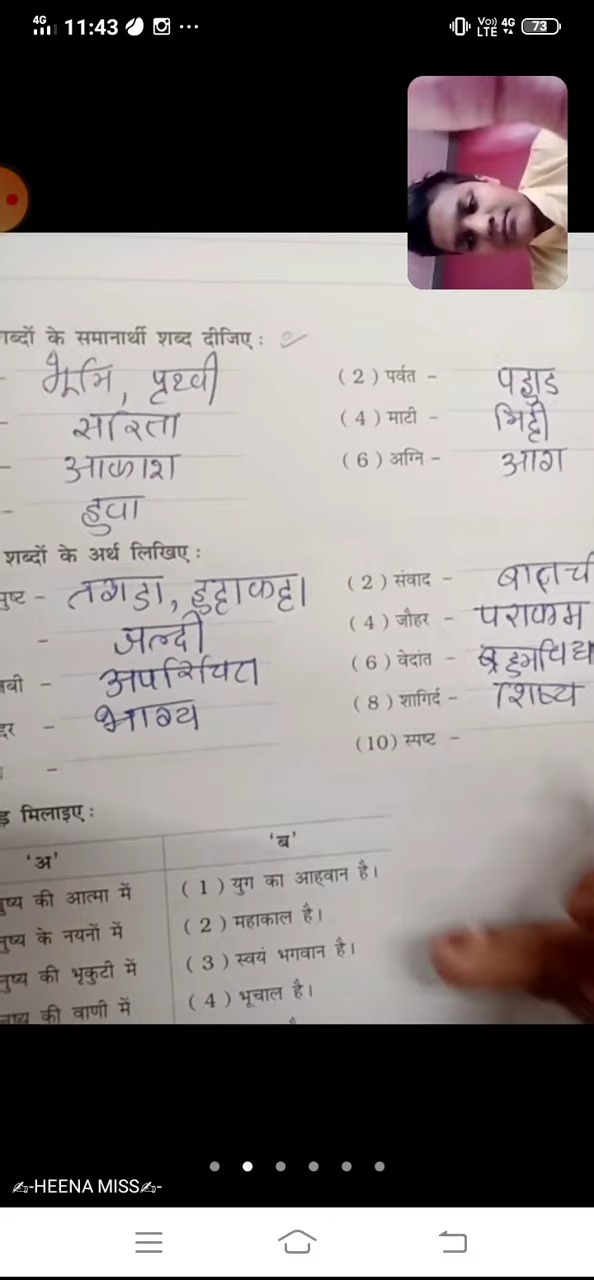 4G 11:43 Vo) LTE 4G 73
ब्दों के समानार्थी शब्द दीजिए :
- भूमि, पृथ्वी (2) पर्वत - पहाड
- सरिता (4) माटी - मिट्टी
- आकाश (6) अग्नि - आग
- हवा
शब्दों के अर्थ लिखिए :
पुष्ट - तगडा, हट्टाकट्टा। (2) संवाद -
- जल्दी (4) जौहर - पराक्रम
नबी - अपरिचित (6) वेदांत -
- भाग्य (8) शागिर्द - शिष्य
- (10) स्पष्ट -
मिलाइए :
'अ' 'ब'
नुष्य की आत्मा में (1) युग का आह्वान है।
नुष्य के नयनों में (2) महाकाल है।
नुष्य की भृकुटी में (3) स्वयं भगवान है।
नुष्य की वाणी में (4) भूचाल है।
✍-HEENA MISS✍-